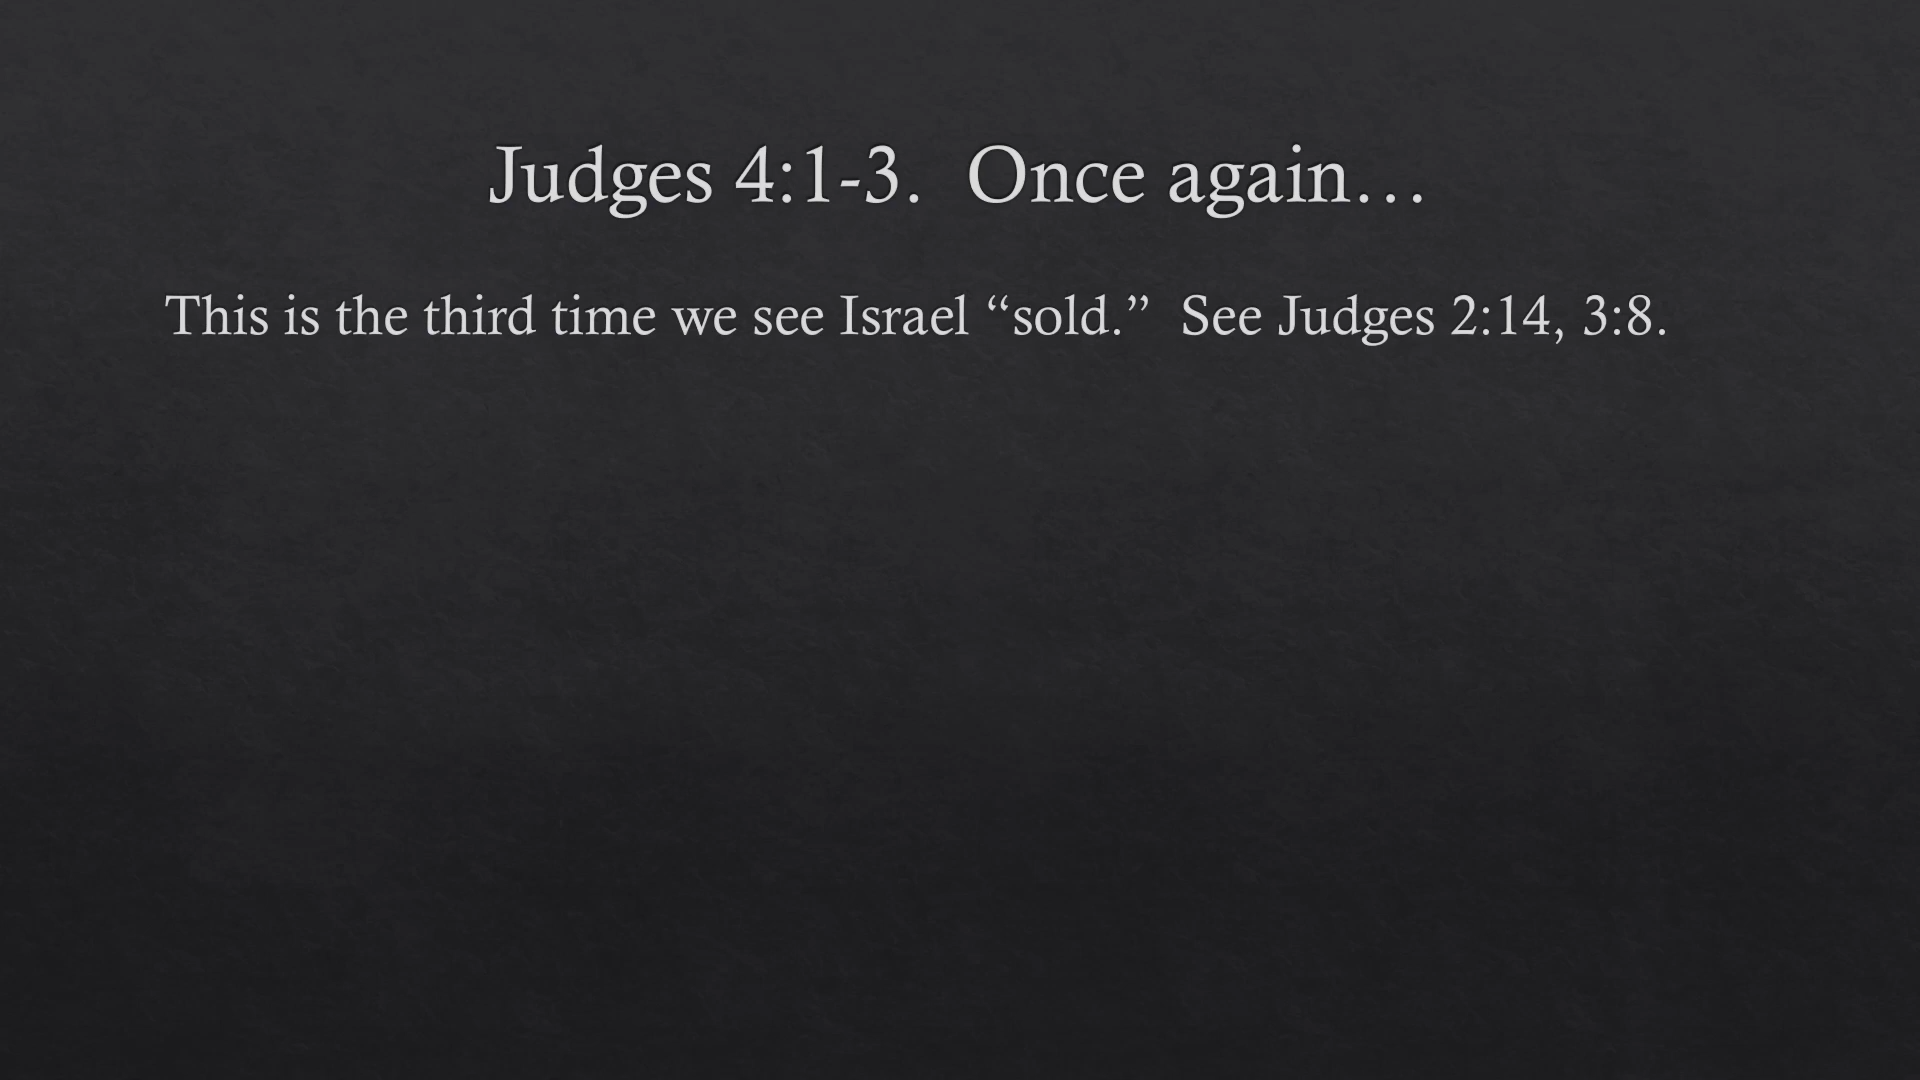 Judges 4:1-3.  Once again…
This is the third time we see Israel “sold.”  See Judges 2:14, 3:8.